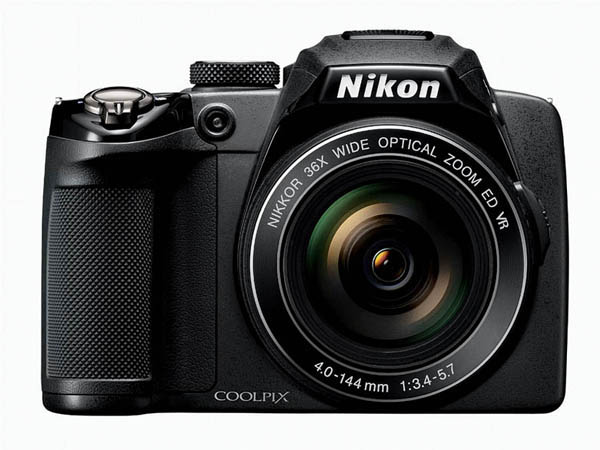 Nikon
NIKKOR 36X WIDE OPTICAL ZOOM ED VR
4.0-144mm 1:3.4-5.7
COOLPIX